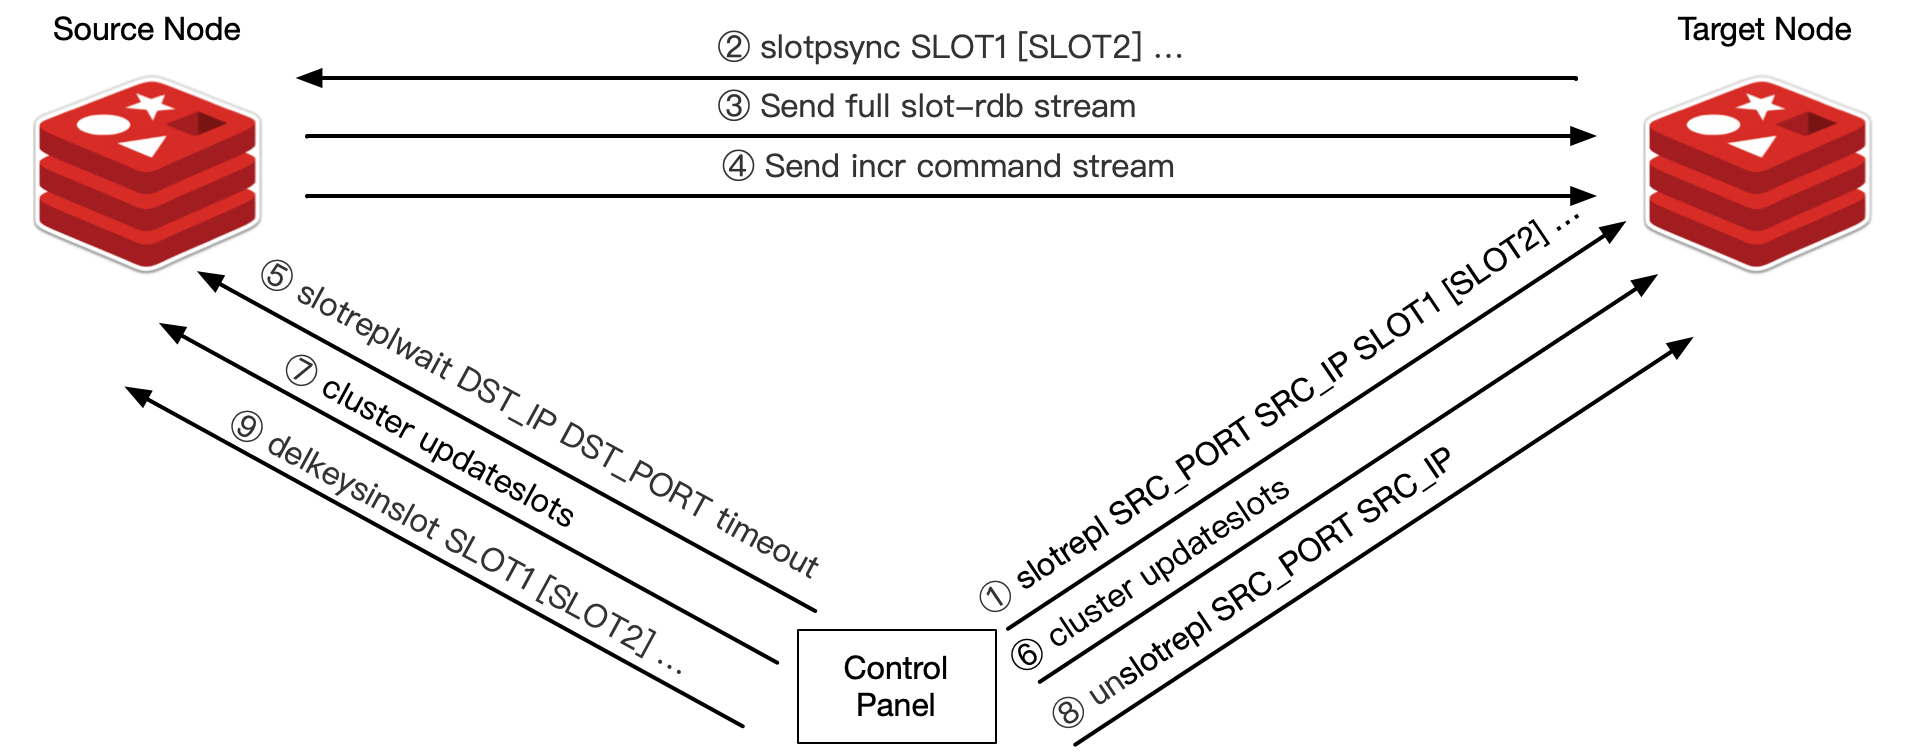 Source Node
Target Node
② slotpsync SLOT1 [SLOT2] ...
③ Send full slot-rdb stream
④ Send incr command stream
⑤ slotreplwait DST_IP DST_PORT timeout
⑦ cluster updateslots
⑨ delkeysinslot SLOT1 [SLOT2] ...
① slotrepl SRC_PORT SRC_IP SLOT1 [SLOT2] ...
⑥ cluster updateslots
⑧ unslotrepl SRC_PORT SRC_IP
Control
Panel